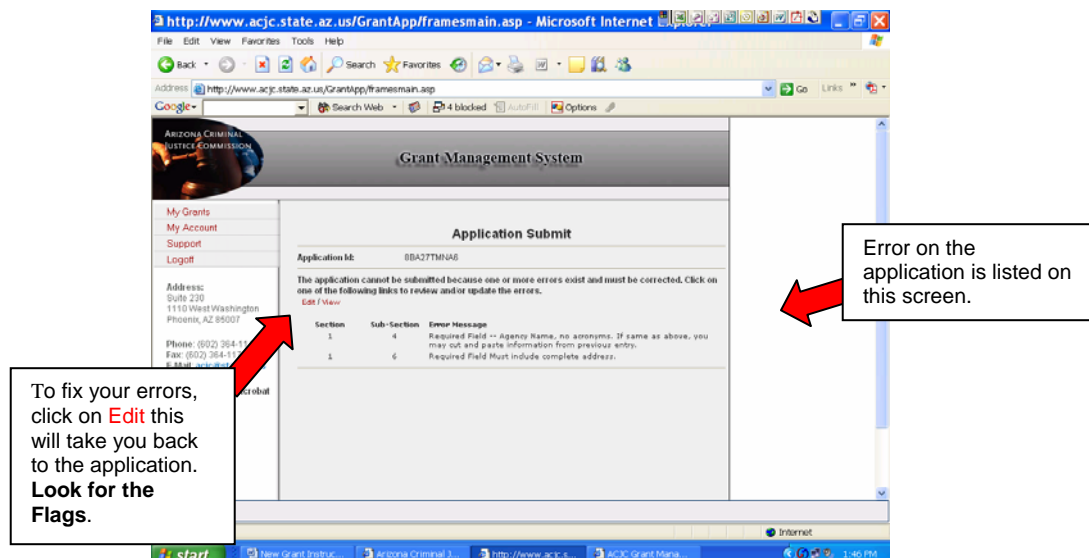 http://www.acjc.state.az.us/GrantApp/framesmain.asp - Microsoft Internet Explorer
File Edit View Favorites Tools Help
Back Search Favorites
Address http://www.acjc.state.az.us/GrantApp/framesmain.asp Go Links »
Google Search Web 4 blocked AutoFill Options
ARIZONA CRIMINAL
JUSTICE COMMISSION
Grant Management System
My Grants
My Account
Support
Logoff
Address:
Suite 230
1110 West Washington
Phoenix, AZ 85007
Phone: (602) 364-11
Fax: (602) 364-117
E-Mail:
Application Submit
Application Id: 8BA27TMNA6
The application cannot be submitted because one or more errors exist and must be corrected. Click on
one of the following links to review and/or update the errors.
Edit / View
Section Sub-Section Error Message
1 4 Required Field -- Agency Name, no acronyms. If same as above, you
may cut and paste information from previous entry.
1 6 Required Field Must include complete address.
Error on the
application is listed on
this screen.
To fix your errors,
click on Edit this
will take you back
to the application.
Look for the
Flags.
Internet
start New Grant Instruc... Arizona Criminal J... http://www.acjc.s... ACJC Grant Mana... 1:46 PM